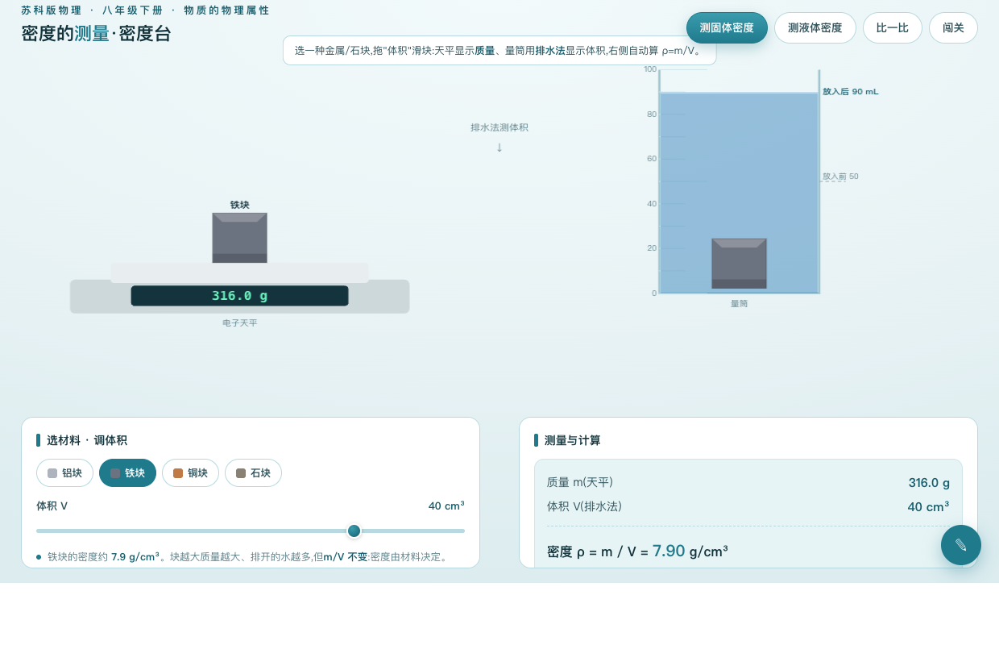 苏科版物理 · 八年级下册 · 物质的物理属性
密度的测量·密度台
选一种金属/石块,拖"体积"滑块:天平显示质量、量筒用排水法显示体积,右侧自动算 ρ=m/V。
测固体密度
测液体密度
比一比
闯关
排水法测体积
↓
铁块
316.0 g
电子天平
100
80
60
40
20
0
放入后 90 mL
放入前 50
量筒
选材料 · 调体积
铝块
铁块
铜块
石块
体积 V
40 cm³
铁块的密度约 7.9 g/cm³。块越大质量越大、排开的水越多,但m/V 不变:密度由材料决定。
测量与计算
质量 m(天平)
316.0 g
体积 V(排水法)
40 cm³
密度 ρ = m / V = 7.90 g/cm³